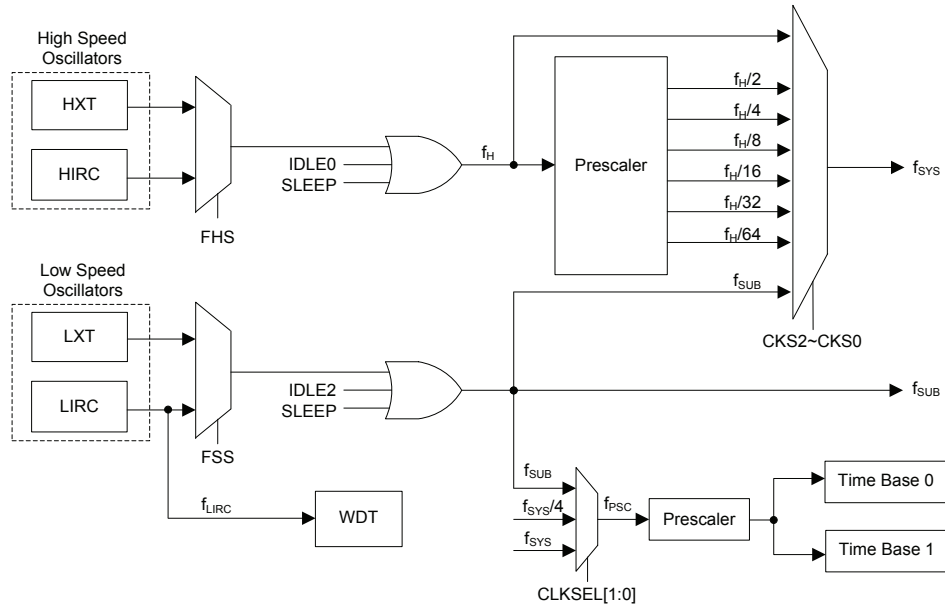 High Speed
Oscillators
HXT
HIRC
FHS
IDLE0
SLEEP
fH
Prescaler
fH/2
fH/4
fH/8
fH/16
fH/32
fH/64
fSUB
CKS2~CKS0
fSYS
Low Speed
Oscillators
LXT
LIRC
FSS
IDLE2
SLEEP
fSUB
fLIRC
WDT
fSUB
fSYS/4
fSYS
CLKSEL[1:0]
fPSC
Prescaler
Time Base 0
Time Base 1